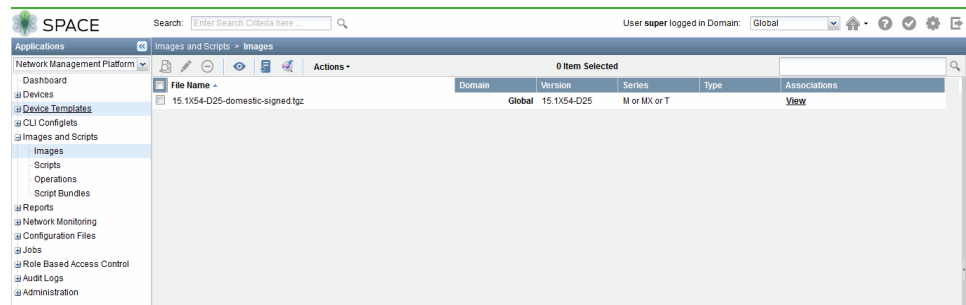 SPACE
Search: Enter Search Criteria here ...
User super logged in Domain: Global
Applications
Images and Scripts > Images
Network Management Platform
Actions
0 Item Selected
Dashboard
Devices
Device Templates
CLI Configlets
Images and Scripts
Images
Scripts
Operations
Script Bundles
Reports
Network Monitoring
Configuration Files
Jobs
Role Based Access Control
Audit Logs
Administration
File Name Domain Version Series Type Associations
15.1X54-D25-domestic-signed.tgz Global 15.1X54-D25 M or MX or T View